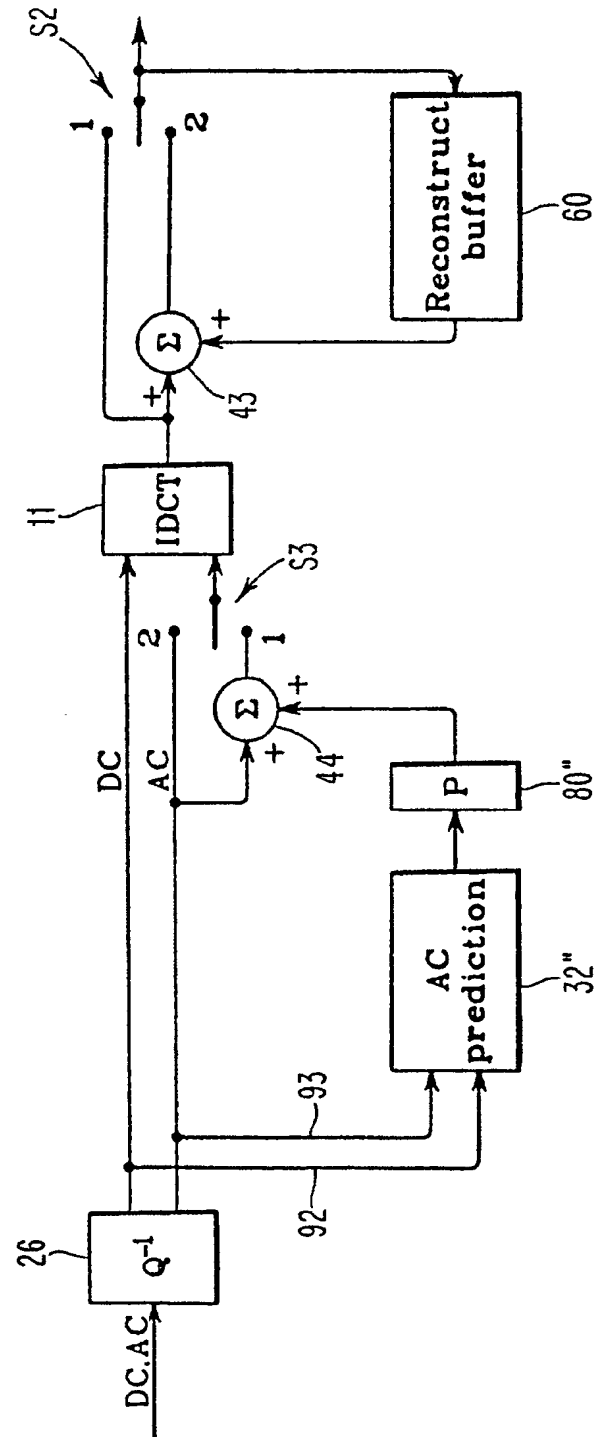 DC.AC
26
Q⁻¹
92
93
DC
AC
AC
prediction
32"
P
80"
Σ
+
+
44
2
1
S3
11
IDCT
+
Σ
+
43
Reconstruct
buffer
60
1
2
S2